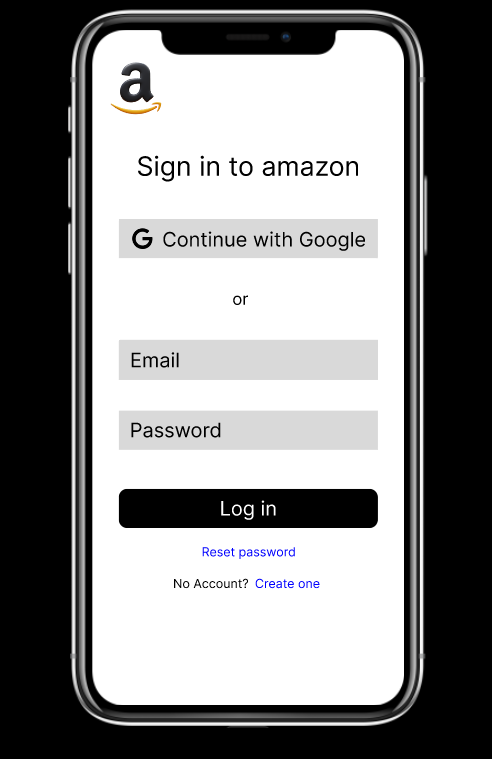 a
Sign in to amazon
G Continue with Google
or
Email
Password
Log in
Reset password
No Account? Create one